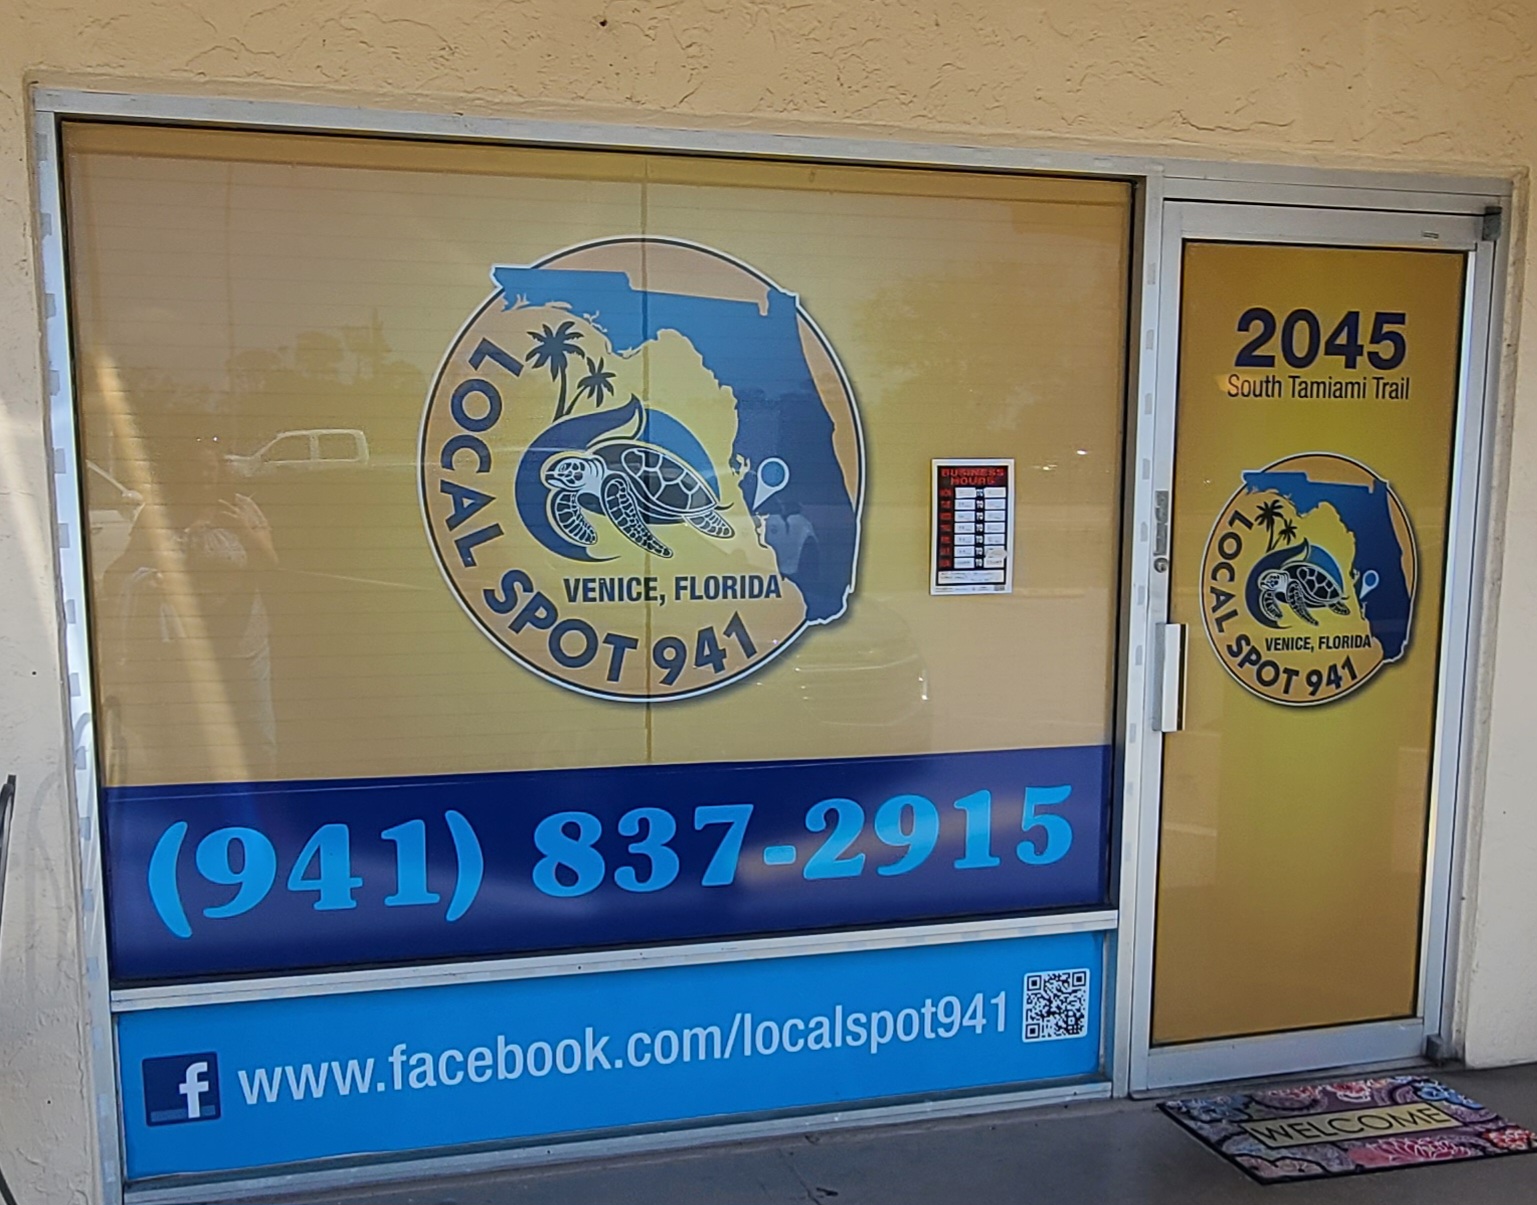 LOCAL SPOT 941
VENICE, FLORIDA
BUSINESS
HOURS
(941) 837-2915
f www.facebook.com/localspot941
2045
South Tamiami Trail
LOCAL SPOT 941
VENICE, FLORIDA
WELCOME